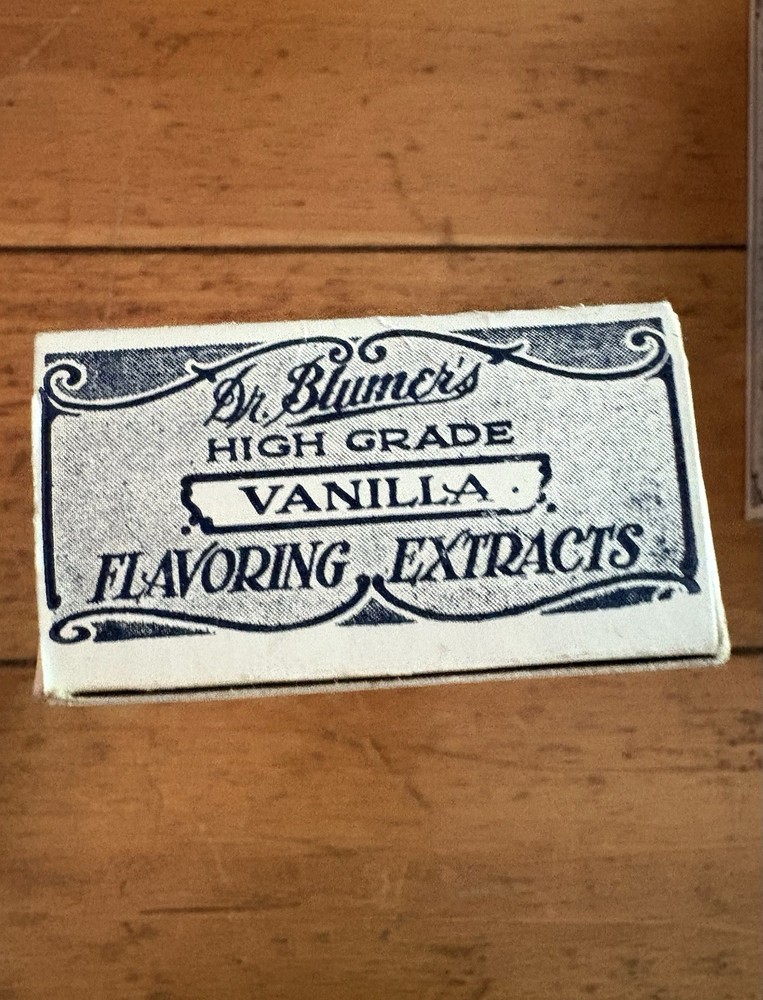 Dr. Blumer's
HIGH GRADE
VANILLA
FLAVORING EXTRACTS